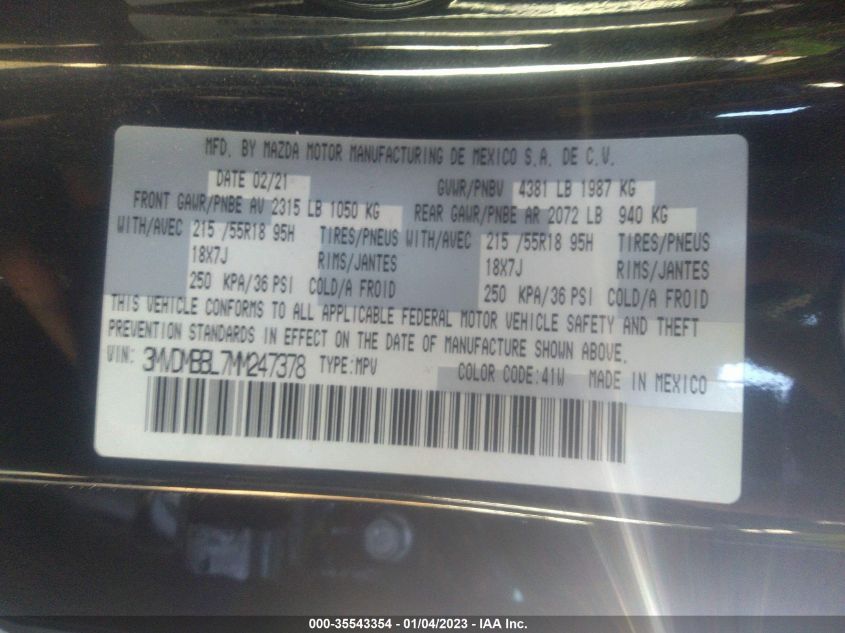 MFD. BY MAZDA MOTOR MANUFACTURING DE MEXICO S.A. DE C.V.
DATE 02/21 GVWR/PNBV 4381 LB 1987 KG
FRONT GAWR/PNBE AV 2315 LB 1050 KG REAR GAWR/PNBE AR 2072 LB 940 KG
WITH/AVEC 215 /55R18 95H TIRES/PNEUS WITH/AVEC 215 /55R18 95H TIRES/PNEUS
18X7J RIMS/JANTES 18X7J RIMS/JANTES
250 KPA/36 PSI COLD/A FROID 250 KPA/36 PSI COLD/A FROID
THIS VEHICLE CONFORMS TO ALL APPLICABLE FEDERAL MOTOR VEHICLE SAFETY AND THEFT
PREVENTION STANDARDS IN EFFECT ON THE DATE OF MANUFACTURE SHOWN ABOVE.
VIN: 3MVDMBBL7MM247378 TYPE:MPV COLOR CODE:41W MADE IN MEXICO
000-35543354 - 01/04/2023 - IAA Inc.